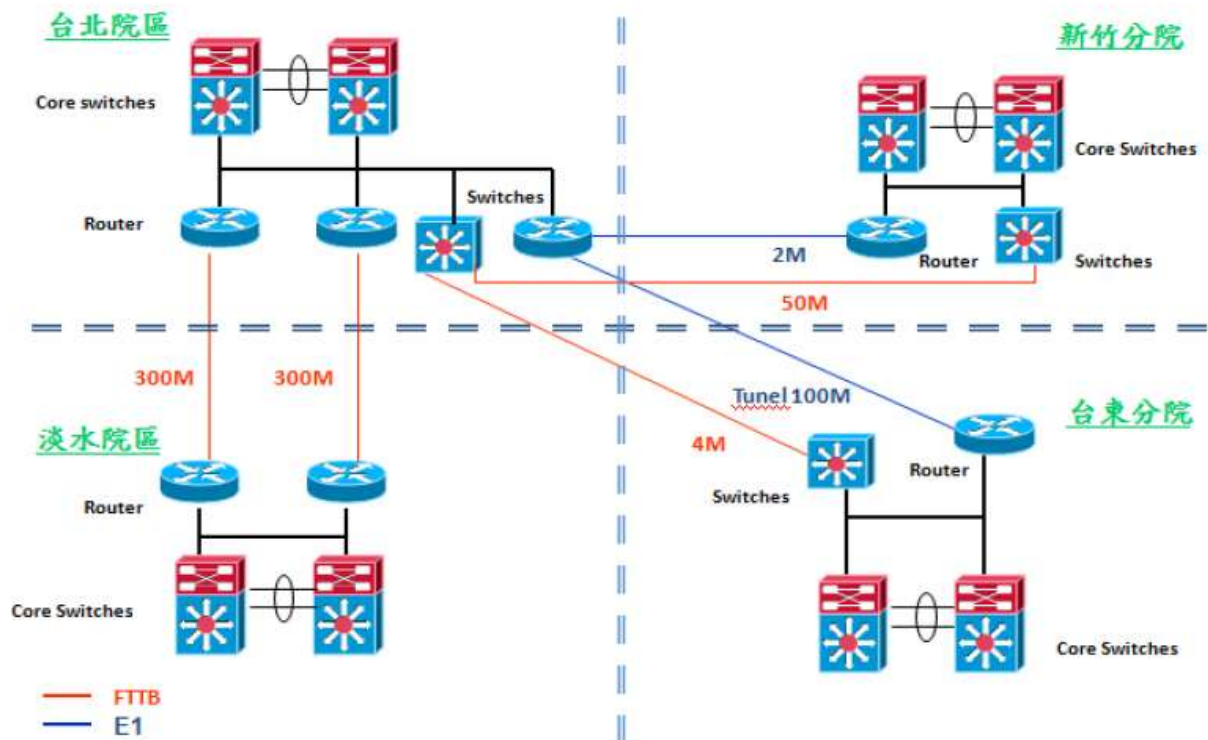 台北院區
Core switches
Router
Switches
新竹分院
Core Switches
Router
Switches
2M
50M
300M
300M
淡水院區
Router
Core Switches
Tunel 100M
4M
台東分院
Router
Switches
Core Switches
FTTB
E1